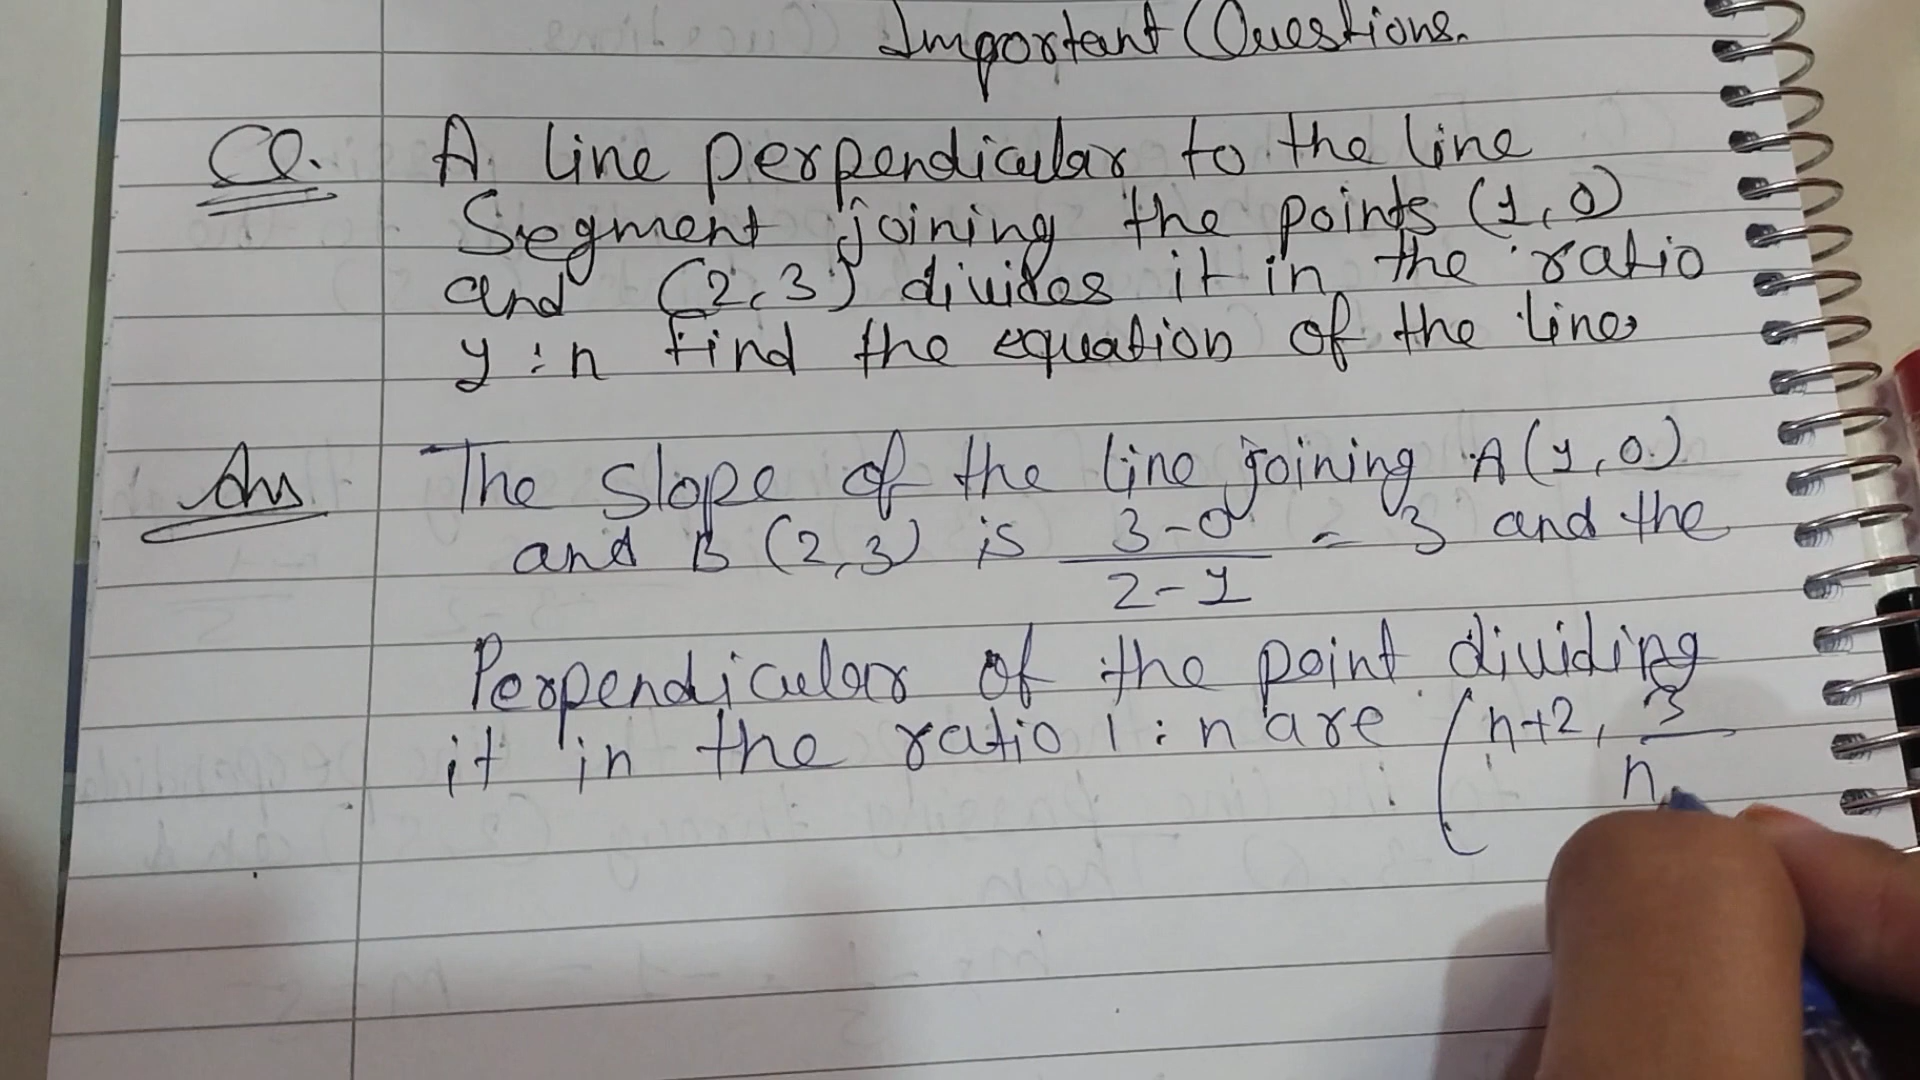 Important Questions.
Q. A line perpendicular to the line
Segment joining the points (1, 0)
and (2, 3) divides it in the ratio
1 : n find the equation of the line.
Ans The slope of the line joining A(1, 0)
and B (2, 3) is 3-0/2-1 = 3 and the
Perpendicular of the point dividing
it in the ratio 1 : n are (n+2, 3/n